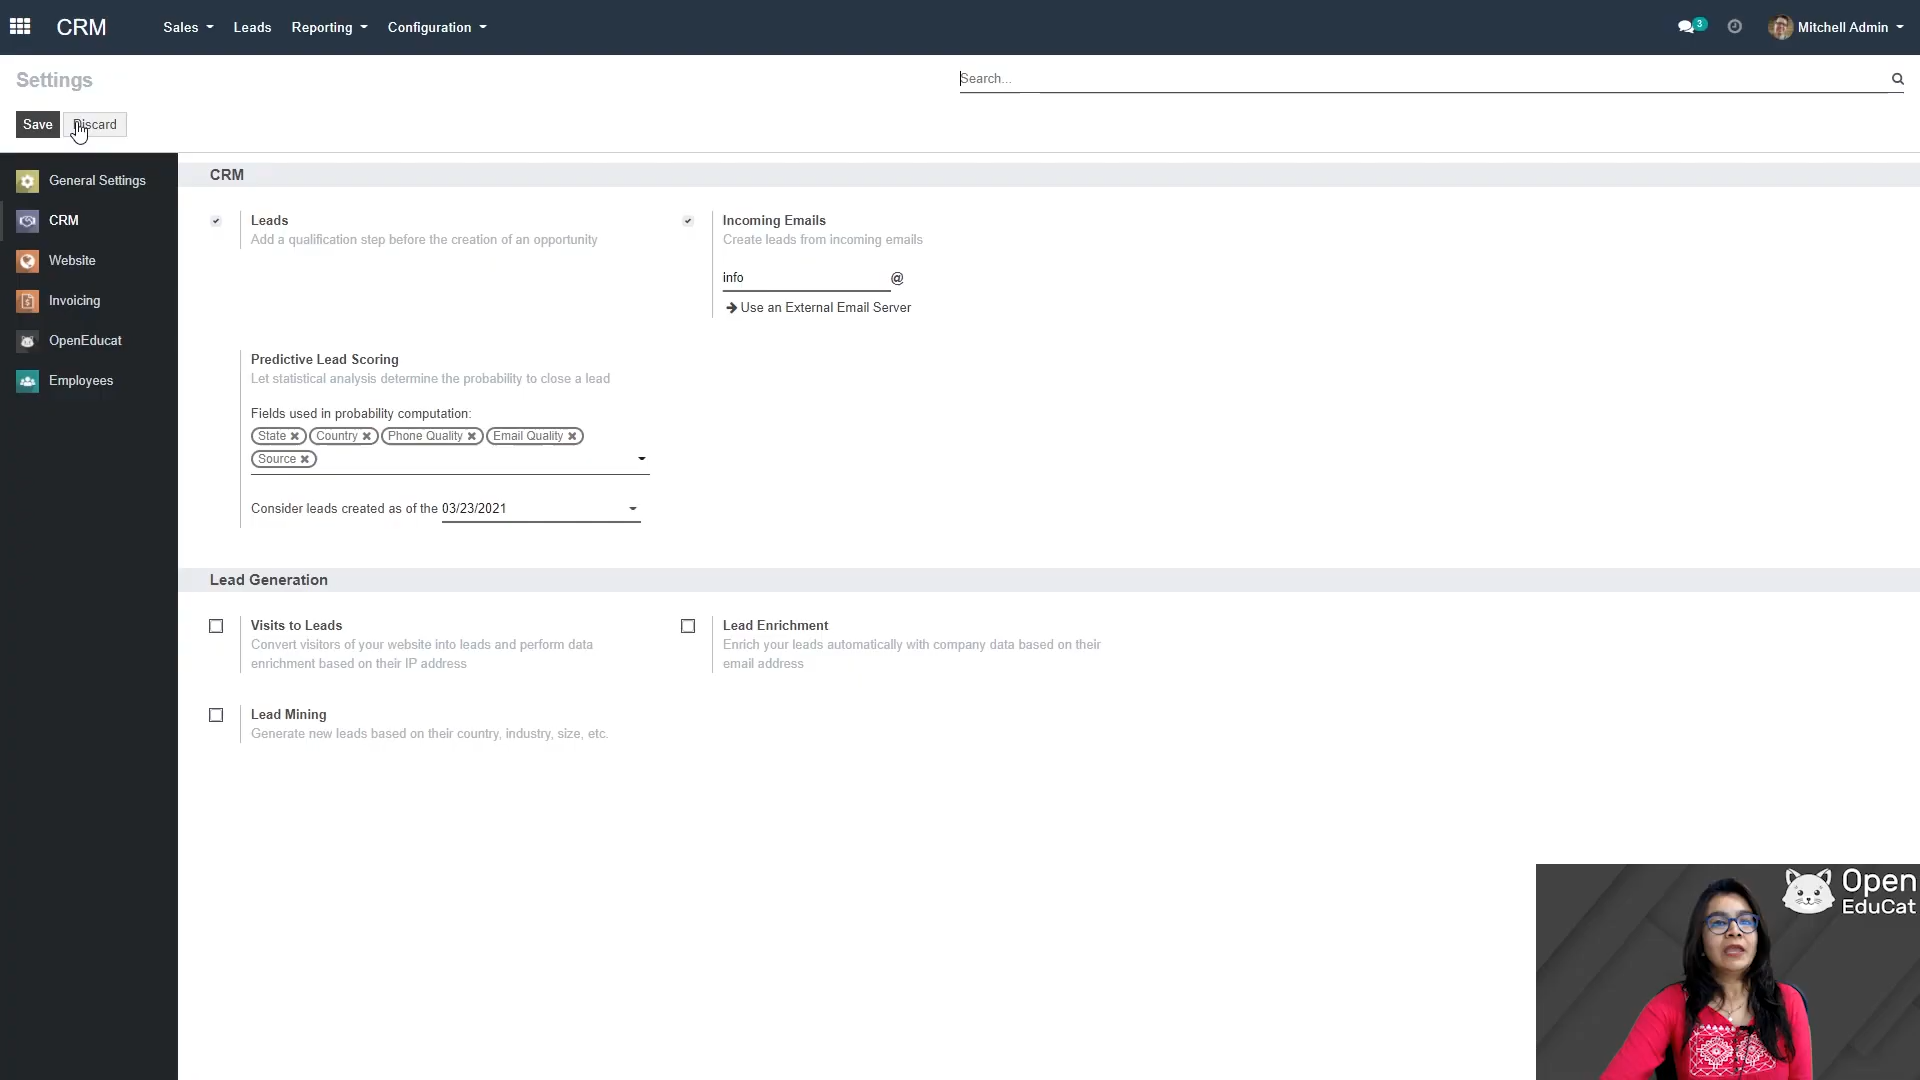 CRM
Sales
Leads
Reporting
Configuration
3
Mitchell Admin
Settings
Search...
Save
Discard
General Settings
CRM
Website
Invoicing
OpenEducat
Employees
CRM
Leads
Add a qualification step before the creation of an opportunity
Incoming Emails
Create leads from incoming emails
info @
Use an External Email Server
Predictive Lead Scoring
Let statistical analysis determine the probability to close a lead
Fields used in probability computation:
State Country Phone Quality Email Quality
Source
Consider leads created as of the 03/23/2021
Lead Generation
Visits to Leads
Convert visitors of your website into leads and perform data
enrichment based on their IP address
Lead Enrichment
Enrich your leads automatically with company data based on their
email address
Lead Mining
Generate new leads based on their country, industry, size, etc.
Open
EduCat